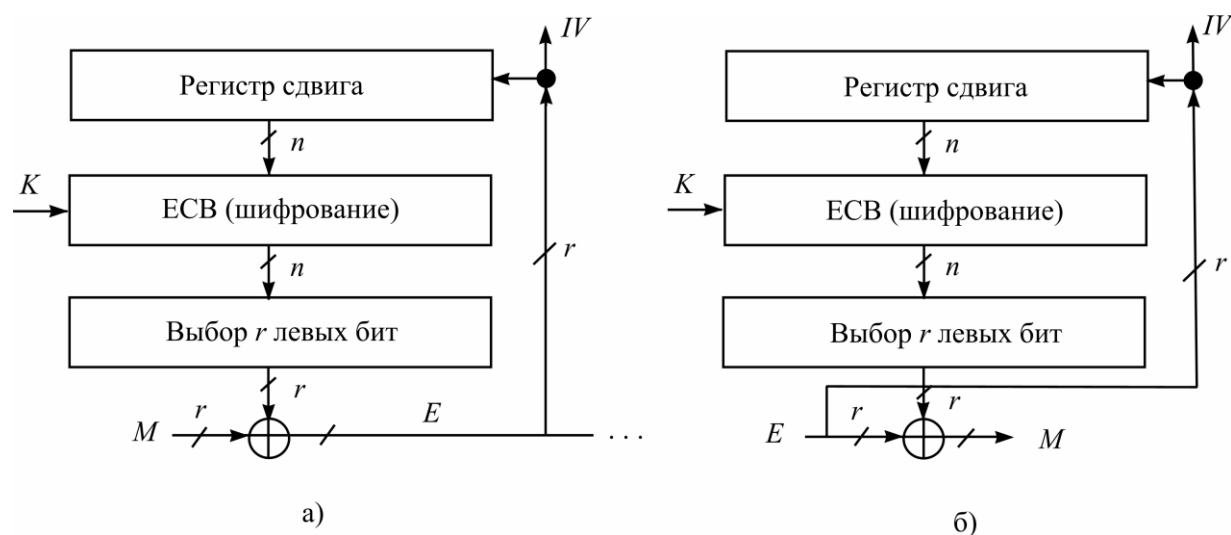 IV
Регистр сдвига
n
K
ECB (шифрование)
r
n
Выбор r левых бит
r
r
E
M
. . .
а)
IV
Регистр сдвига
n
K
ECB (шифрование)
r
n
Выбор r левых бит
r
r
E
M
б)